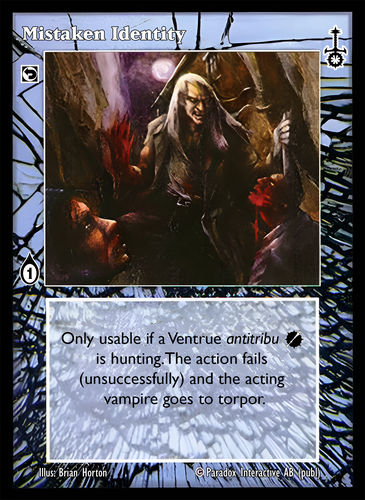 Mistaken Identity
1
Only usable if a Ventrue antitribu
is hunting.The action fails
(unsuccessfully) and the acting
vampire goes to torpor.
Illus: Brian Horton
© Paradox Interactive AB (publ)